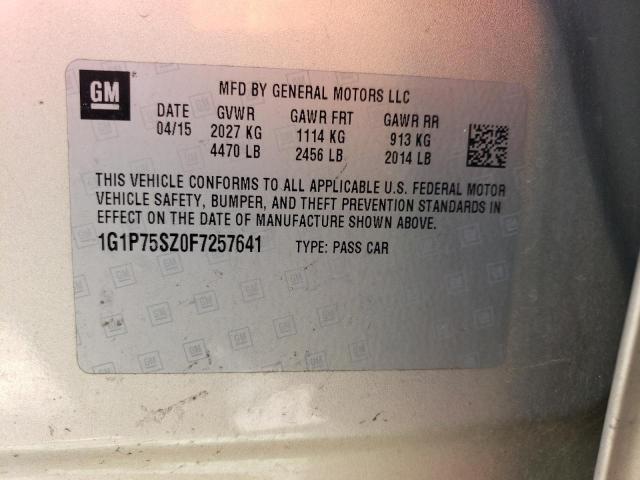 GM
MFD BY GENERAL MOTORS LLC
DATE GVWR GAWR FRT GAWR RR
04/15 2027 KG 1114 KG 913 KG
4470 LB 2456 LB 2014 LB
THIS VEHICLE CONFORMS TO ALL APPLICABLE U.S. FEDERAL MOTOR
VEHICLE SAFETY, BUMPER, AND THEFT PREVENTION STANDARDS IN
EFFECT ON THE DATE OF MANUFACTURE SHOWN ABOVE.
1G1P75SZ0F7257641 TYPE: PASS CAR